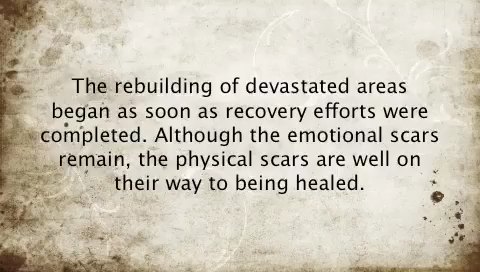 The rebuilding of devastated areas
began as soon as recovery efforts were
completed. Although the emotional scars
remain, the physical scars are well on
their way to being healed.